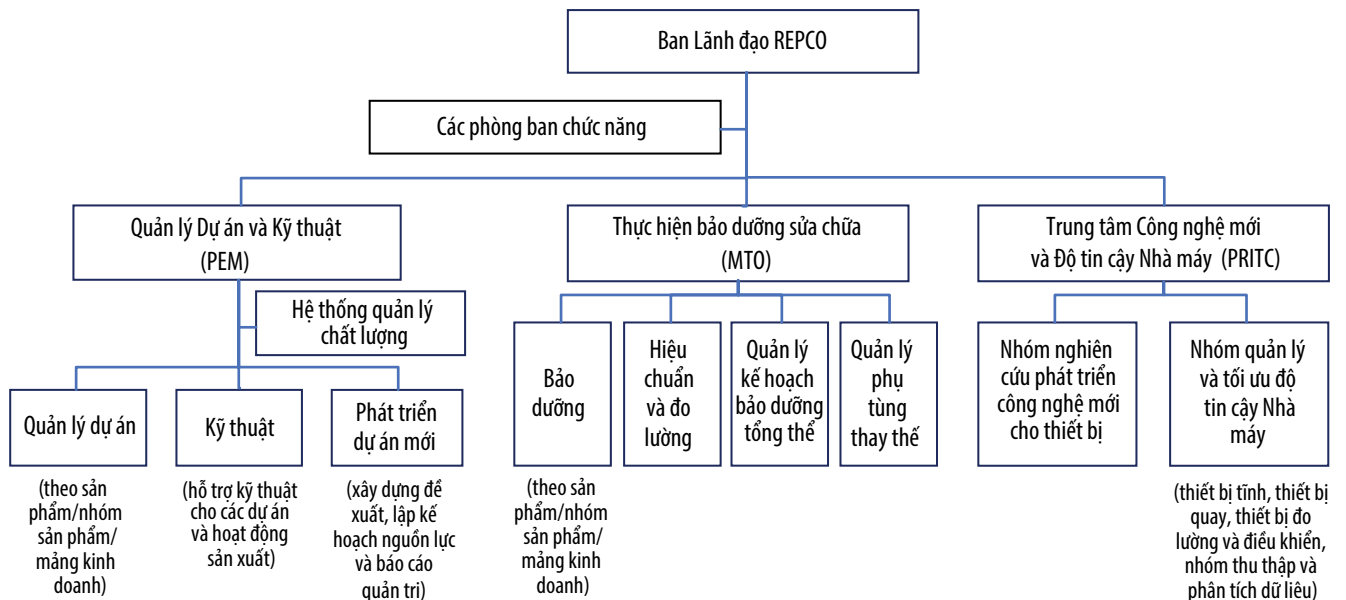 Ban Lãnh đạo REPCO
Các phòng ban chức năng
Quản lý Dự án và Kỹ thuật
(PEM)
Thực hiện bảo dưỡng sửa chữa
(MTO)
Trung tâm Công nghệ mới
và Độ tin cậy Nhà máy (PRITC)
Hệ thống quản lý
chất lượng
Quản lý dự án
(theo sản
phẩm/nhóm
sản phẩm/
mảng kinh
doanh)
Kỹ thuật
(hỗ trợ kỹ thuật
cho các dự án
và hoạt động
sản xuất)
Phát triển
dự án mới
(xây dựng đề
xuất, lập kế
hoạch nguồn lực
và báo cáo
quản trị)
Bảo
dưỡng
(theo sản
phẩm/nhóm
sản phẩm/
mảng kinh
doanh)
Hiệu
chuẩn
và đo
lường
Quản lý
kế hoạch
bảo dưỡng
tổng thể
Quản lý
phụ
tùng
thay thế
Nhóm nghiên
cứu phát triển
công nghệ mới
cho thiết bị
Nhóm quản lý
và tối ưu độ
tin cậy Nhà
máy
(thiết bị tĩnh, thiết bị
quay, thiết bị đo
lường và điều khiển,
nhóm thu thập và
phân tích dữ liệu)